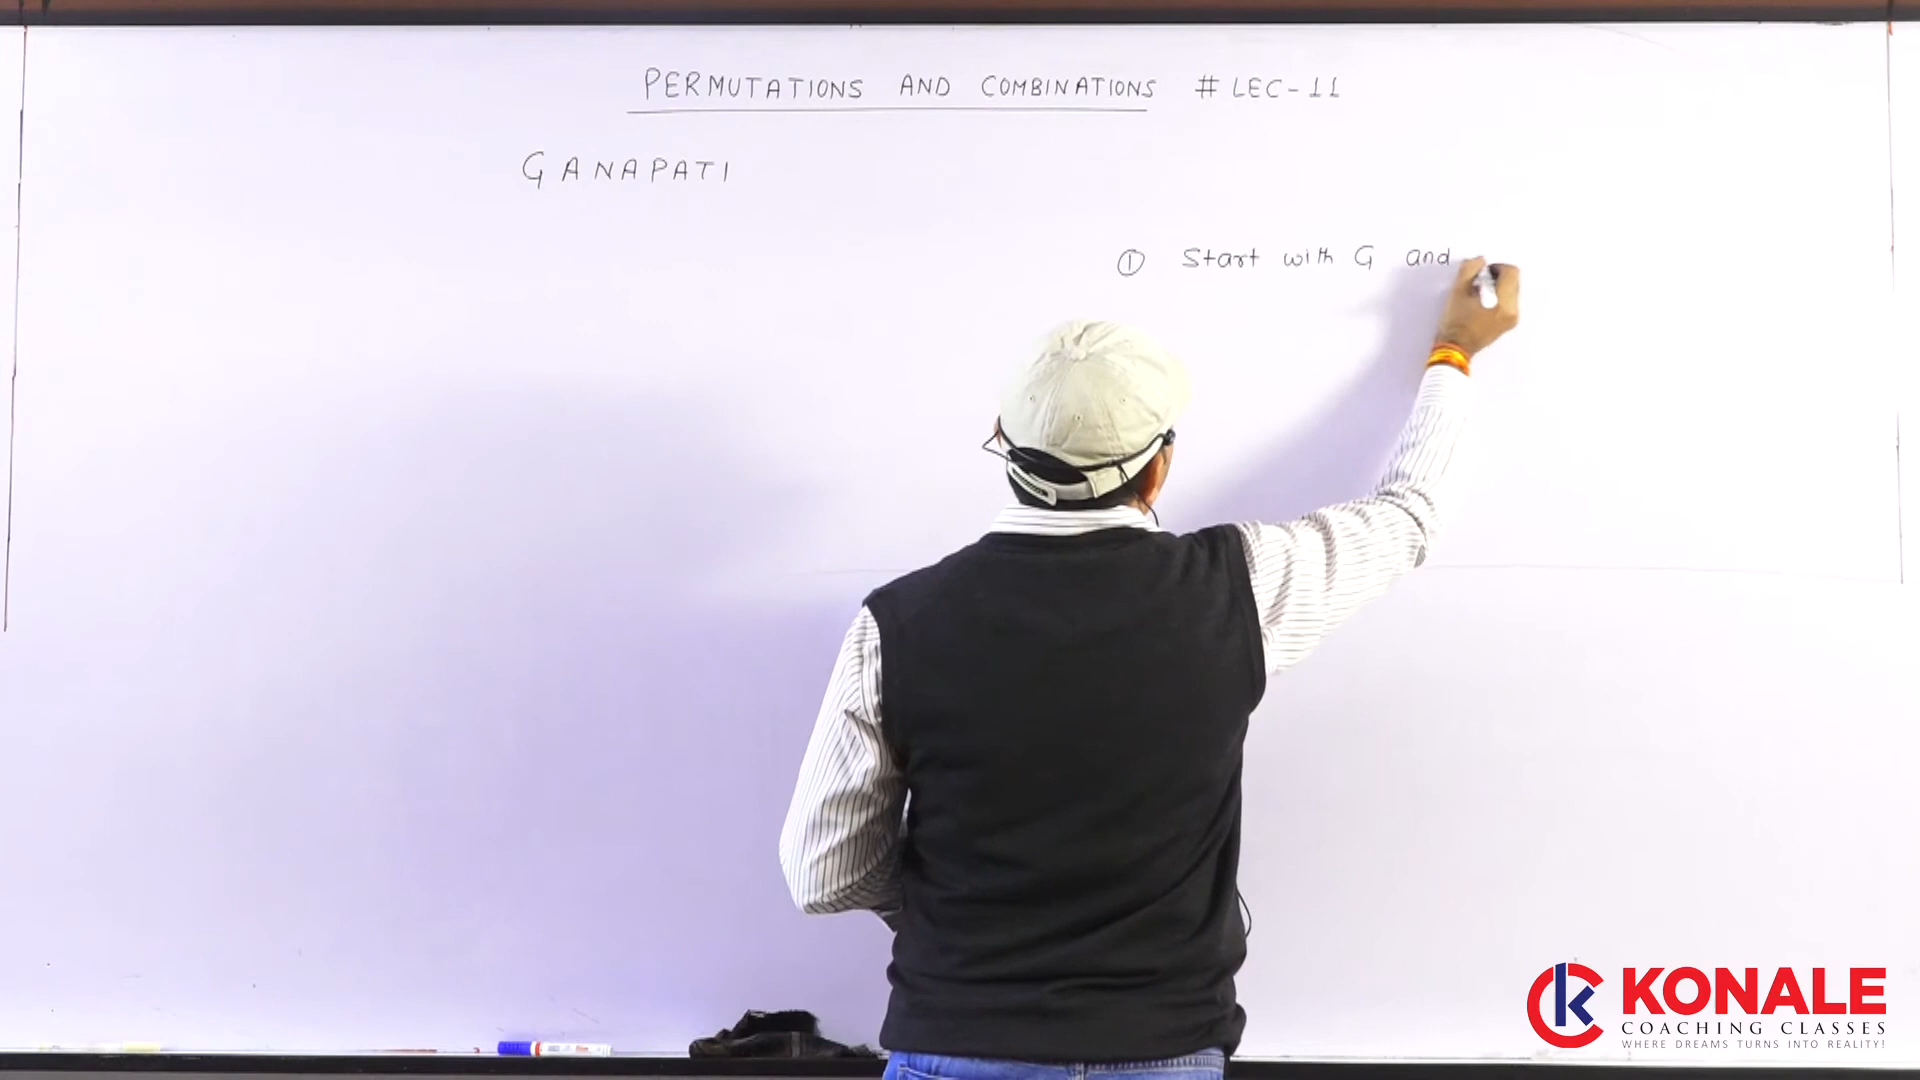 PERMUTATIONS AND COMBINATIONS # LEC-11
GANAPATI
① Start with G and
KONALE
COACHING CLASSES
WHERE DREAMS TURNS INTO REALITY!